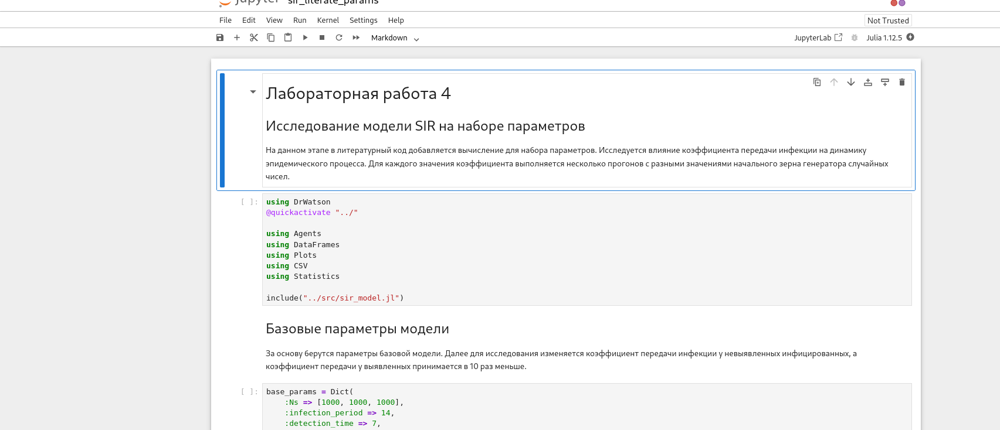 jupyter sir_literate_params
File Edit View Run Kernel Settings Help Not Trusted
Markdown JupyterLab Julia 1.12.5
Лабораторная работа 4
Исследование модели SIR на наборе параметров
На данном этапе в литературный код добавляется вычисление для набора параметров. Исследуется влияние коэффициента передачи инфекции на динамику
эпидемического процесса. Для каждого значения коэффициента выполняется несколько прогонов с разными значениями начального зерна генератора случайных
чисел.
[ ]: using DrWatson
@quickactivate "../"
using Agents
using DataFrames
using Plots
using CSV
using Statistics
include("../src/sir_model.jl")
Базовые параметры модели
За основу берутся параметры базовой модели. Далее для исследования изменяется коэффициент передачи инфекции у невыявленных инфицированных, а
коэффициент передачи у выявленных принимается в 10 раз меньше.
[ ]: base_params = Dict(
:Ns => [1000, 1000, 1000],
:infection_period => 14,
:detection_time => 7,